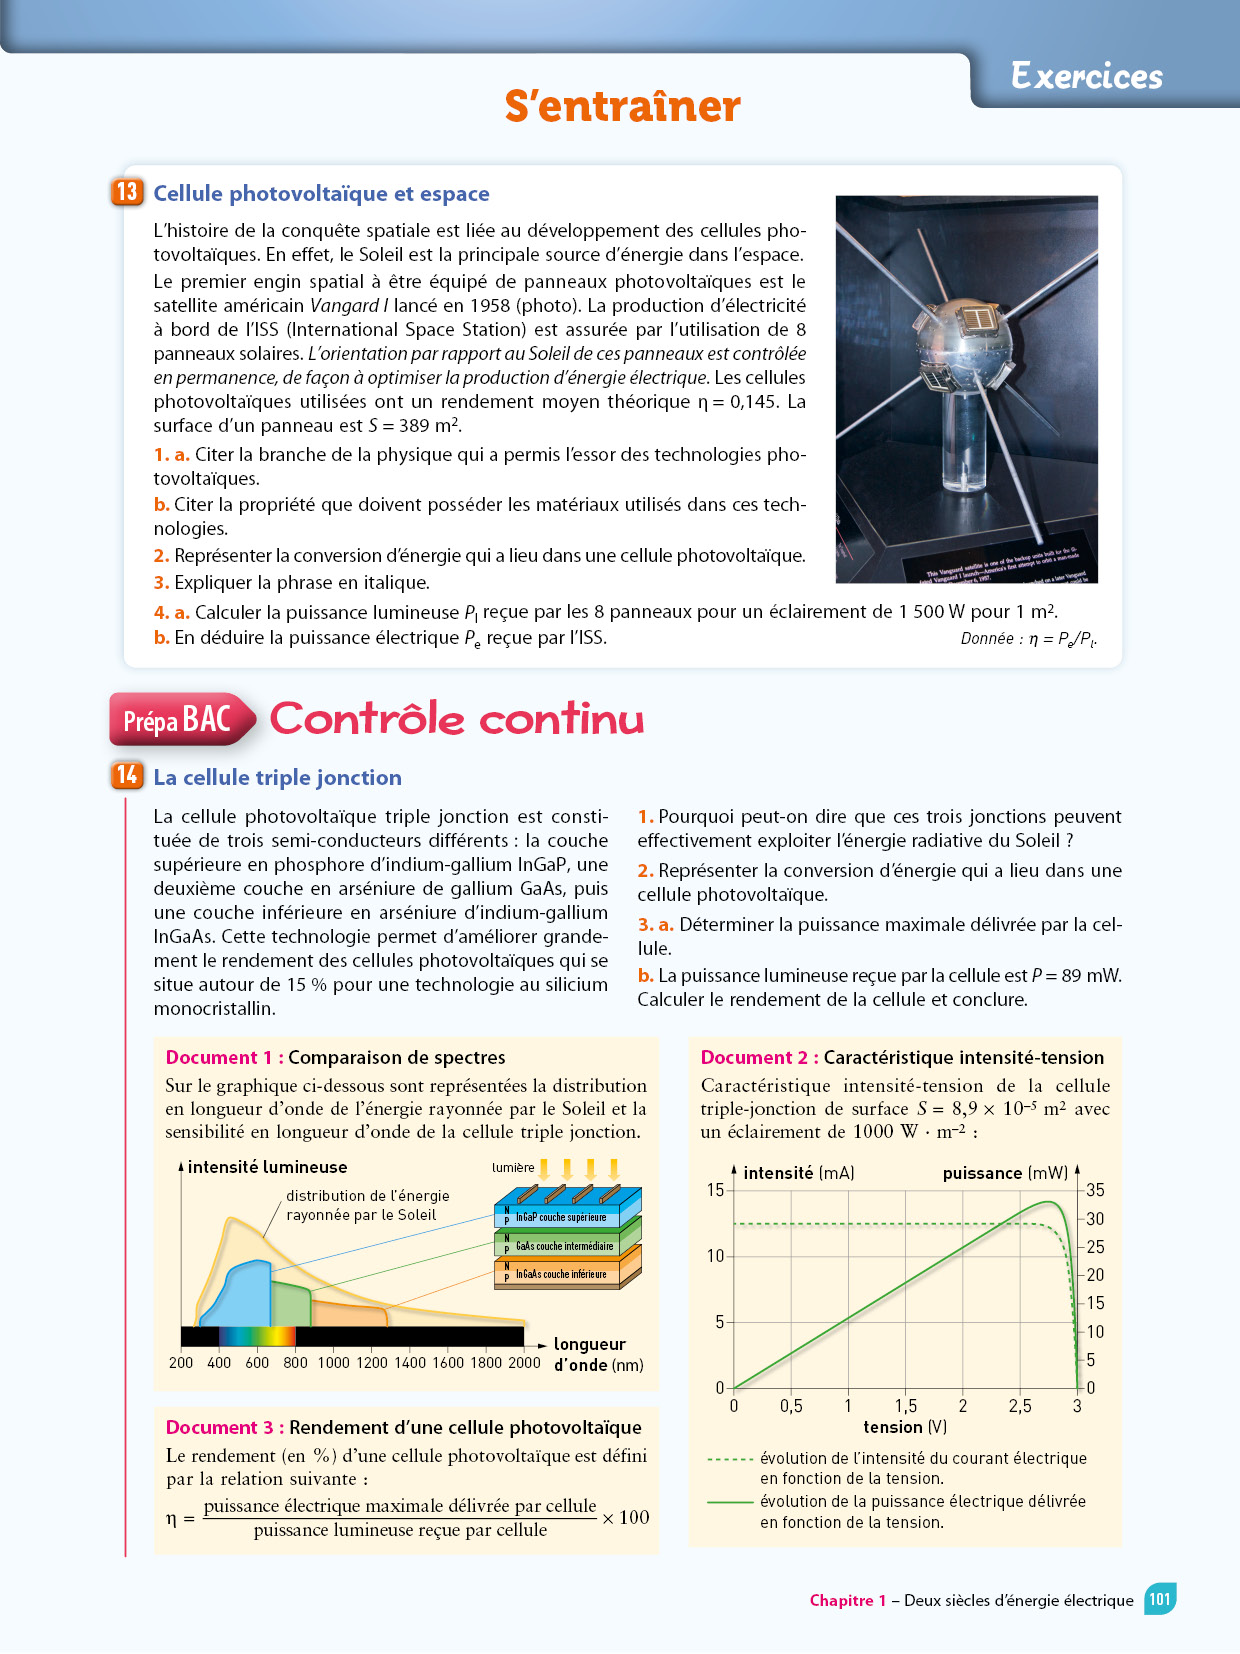 Exercices
S'entraîner
13 Cellule photovoltaïque et espace
L'histoire de la conquête spatiale est liée au développement des cellules pho-
tovoltaïques. En effet, le Soleil est la principale source d'énergie dans l'espace.
Le premier engin spatial à être équipé de panneaux photovoltaïques est le
satellite américain Vangard I lancé en 1958 (photo). La production d'électricité
à bord de l'ISS (International Space Station) est assurée par l'utilisation de 8
panneaux solaires. L'orientation par rapport au Soleil de ces panneaux est contrôlée
en permanence, de façon à optimiser la production d'énergie électrique. Les cellules
photovoltaïques utilisées ont un rendement moyen théorique η = 0,145. La
surface d'un panneau est S = 389 m².
1. a. Citer la branche de la physique qui a permis l'essor des technologies pho-
tovoltaïques.
b. Citer la propriété que doivent posséder les matériaux utilisés dans ces tech-
nologies.
2. Représenter la conversion d'énergie qui a lieu dans une cellule photovoltaïque.
3. Expliquer la phrase en italique.
4. a. Calculer la puissance lumineuse Pl reçue par les 8 panneaux pour un éclairement de 1 500 W pour 1 m².
b. En déduire la puissance électrique Pe reçue par l'ISS.
Donnée : η = Pe/Pl.
This Vanguard satellite is one of the backup units built for the
Vanguard I launch—America's first attempt to orbit a man-made
6, 1957.
Prépa BAC Contrôle continu
14 La cellule triple jonction
La cellule photovoltaïque triple jonction est consti-
tuée de trois semi-conducteurs différents : la couche
supérieure en phosphore d'indium-gallium InGaP, une
deuxième couche en arséniure de gallium GaAs, puis
une couche inférieure en arséniure d'indium-gallium
InGaAs. Cette technologie permet d'améliorer grande-
ment le rendement des cellules photovoltaïques qui se
situe autour de 15 % pour une technologie au silicium
monocristallin.
1. Pourquoi peut-on dire que ces trois jonctions peuvent
effectivement exploiter l'énergie radiative du Soleil ?
2. Représenter la conversion d'énergie qui a lieu dans une
cellule photovoltaïque.
3. a. Déterminer la puissance maximale délivrée par la cel-
lule.
b. La puissance lumineuse reçue par la cellule est P = 89 mW.
Calculer le rendement de la cellule et conclure.
Document 1 : Comparaison de spectres
Sur le graphique ci-dessous sont représentées la distribution
en longueur d'onde de l'énergie rayonnée par le Soleil et la
sensibilité en longueur d'onde de la cellule triple jonction.
intensité lumineuse
lumière
distribution de l'énergie
rayonnée par le Soleil
N
P
InGaP couche supérieure
N
P
GaAs couche intermédiaire
N
P
InGaAs couche inférieure
200 400 600 800 1000 1200 1400 1600 1800 2000
longueur
d'onde (nm)
Document 3 : Rendement d'une cellule photovoltaïque
Le rendement (en %) d'une cellule photovoltaïque est défini
par la relation suivante :
η = puissance électrique maximale délivrée par cellule × 100
puissance lumineuse reçue par cellule
Document 2 : Caractéristique intensité-tension
Caractéristique intensité-tension de la cellule
triple-jonction de surface S = 8,9 × 10⁻⁵ m² avec
un éclairement de 1000 W · m⁻² :
intensité (mA)
puissance (mW)
15
10
5
0
35
30
25
20
15
10
5
0
0 0,5 1 1,5 2 2,5 3
tension (V)
évolution de l'intensité du courant électrique
en fonction de la tension.
évolution de la puissance électrique délivrée
en fonction de la tension.
Chapitre 1 – Deux siècles d'énergie électrique 101